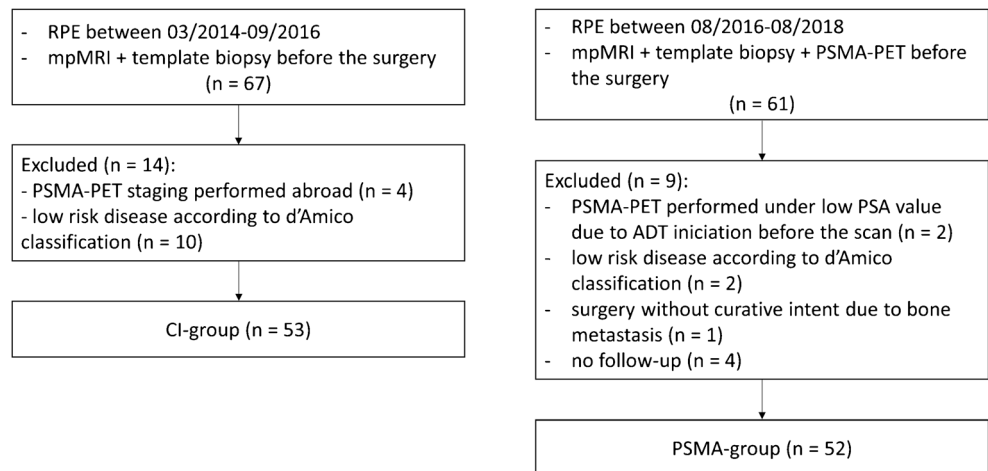 - RPE between 03/2014-09/2016
- mpMRI + template biopsy before the surgery
(n = 67)
Excluded (n = 14):
- PSMA-PET staging performed abroad (n = 4)
- low risk disease according to d’Amico
classification (n = 10)
CI-group (n = 53)
- RPE between 08/2016-08/2018
- mpMRI + template biopsy + PSMA-PET before
the surgery
(n = 61)
Excluded (n = 9):
- PSMA-PET performed under low PSA value
due to ADT iniciation before the scan (n = 2)
- low risk disease according to d’Amico
classification (n = 2)
- surgery without curative intent due to bone
metastasis (n = 1)
- no follow-up (n = 4)
PSMA-group (n = 52)